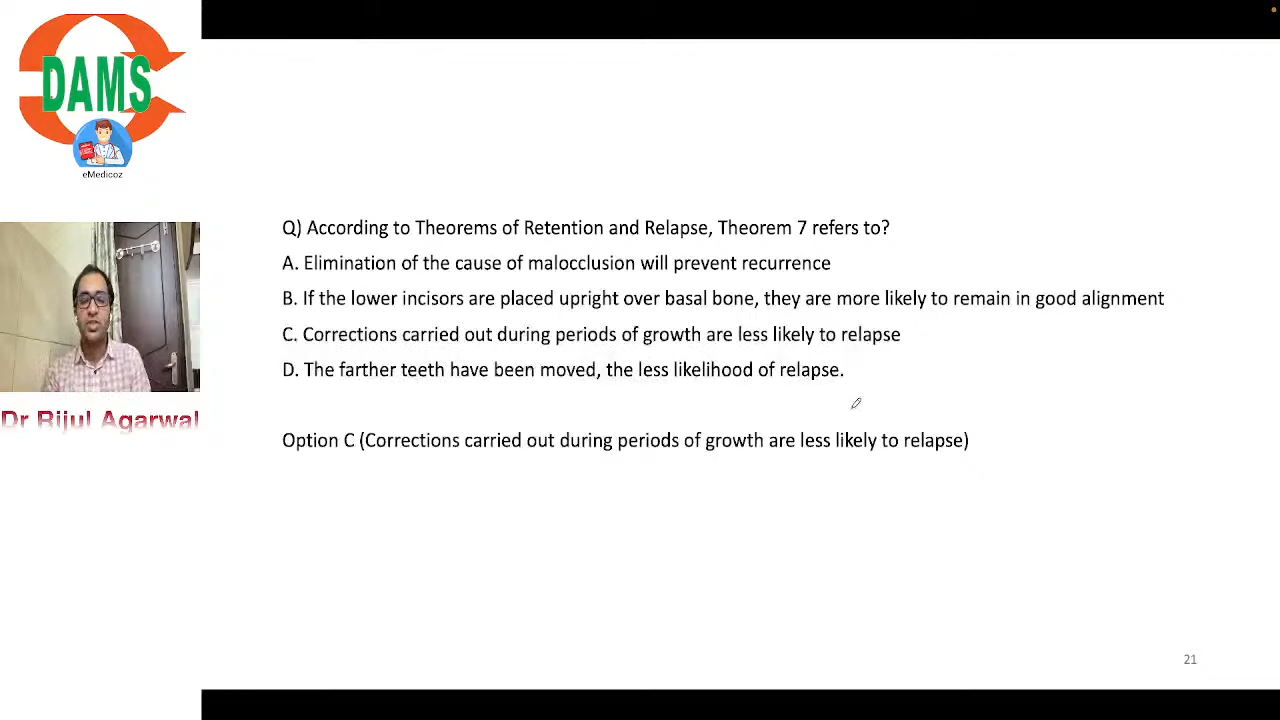 DAMS
eMedicoz
Q) According to Theorems of Retention and Relapse, Theorem 7 refers to?
A. Elimination of the cause of malocclusion will prevent recurrence
B. If the lower incisors are placed upright over basal bone, they are more likely to remain in good alignment
C. Corrections carried out during periods of growth are less likely to relapse
D. The farther teeth have been moved, the less likelihood of relapse.
Dr Rijul Agarwal
Option C (Corrections carried out during periods of growth are less likely to relapse)
21